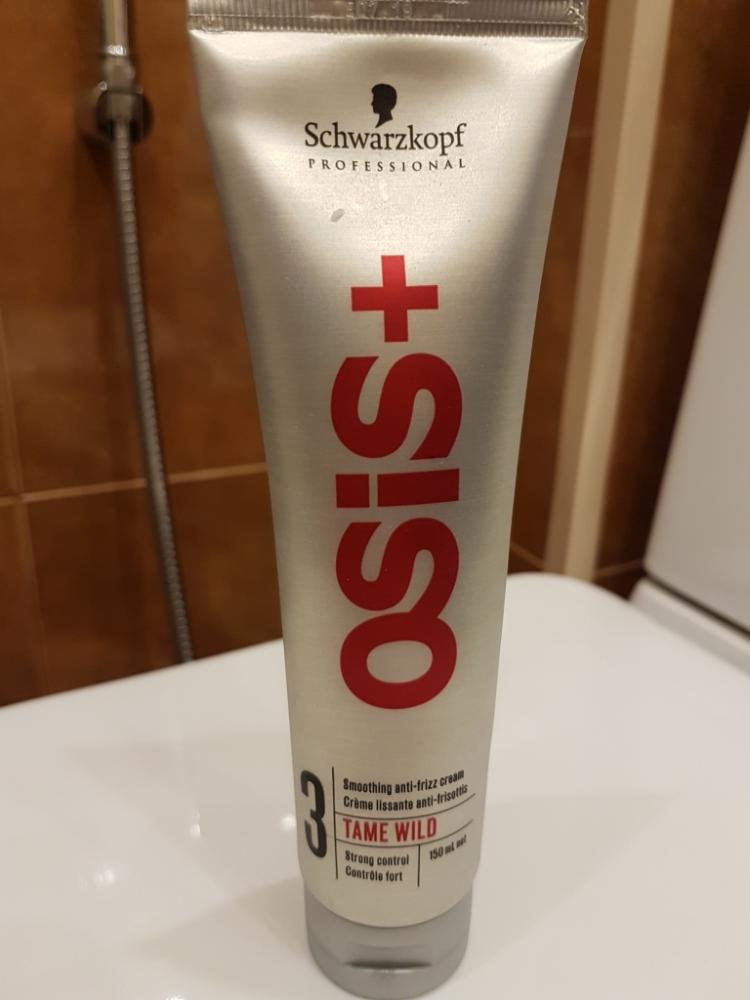 Schwarzkopf
PROFESSIONAL
OSiS+
3
Smoothing anti-frizz cream
Crème lissante anti-frisottis
TAME WILD
Strong control
Contrôle fort
150 mL net